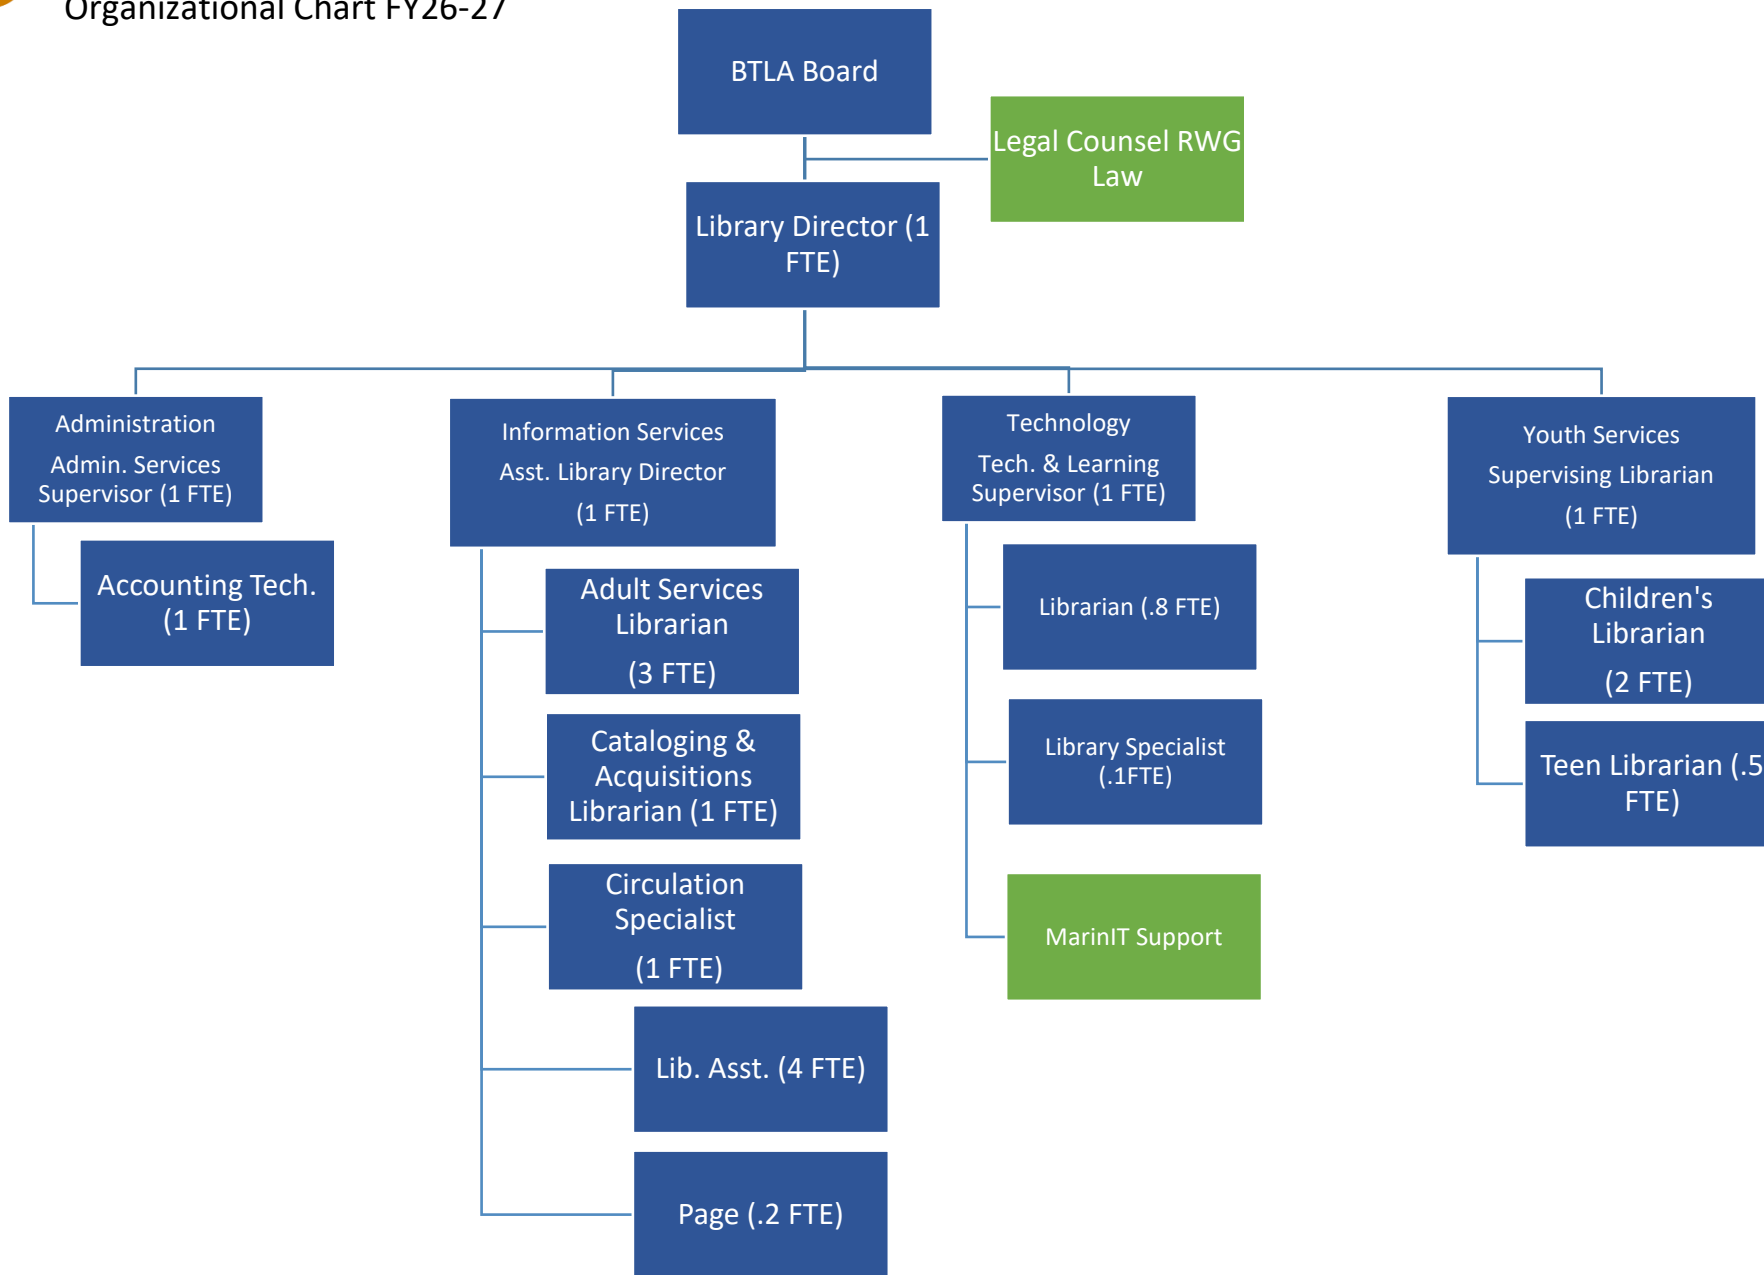 Organizational Chart FY26-27
BTLA Board
Legal Counsel RWG
Law
Library Director (1
FTE)
Administration
Admin. Services
Supervisor (1 FTE)
Accounting Tech.
(1 FTE)
Information Services
Asst. Library Director
(1 FTE)
Adult Services
Librarian
(3 FTE)
Cataloging &
Acquisitions
Librarian (1 FTE)
Circulation
Specialist
(1 FTE)
Lib. Asst. (4 FTE)
Page (.2 FTE)
Technology
Tech. & Learning
Supervisor (1 FTE)
Librarian (.8 FTE)
Library Specialist
(.1FTE)
MarinIT Support
Youth Services
Supervising Librarian
(1 FTE)
Children's
Librarian
(2 FTE)
Teen Librarian (.5
FTE)